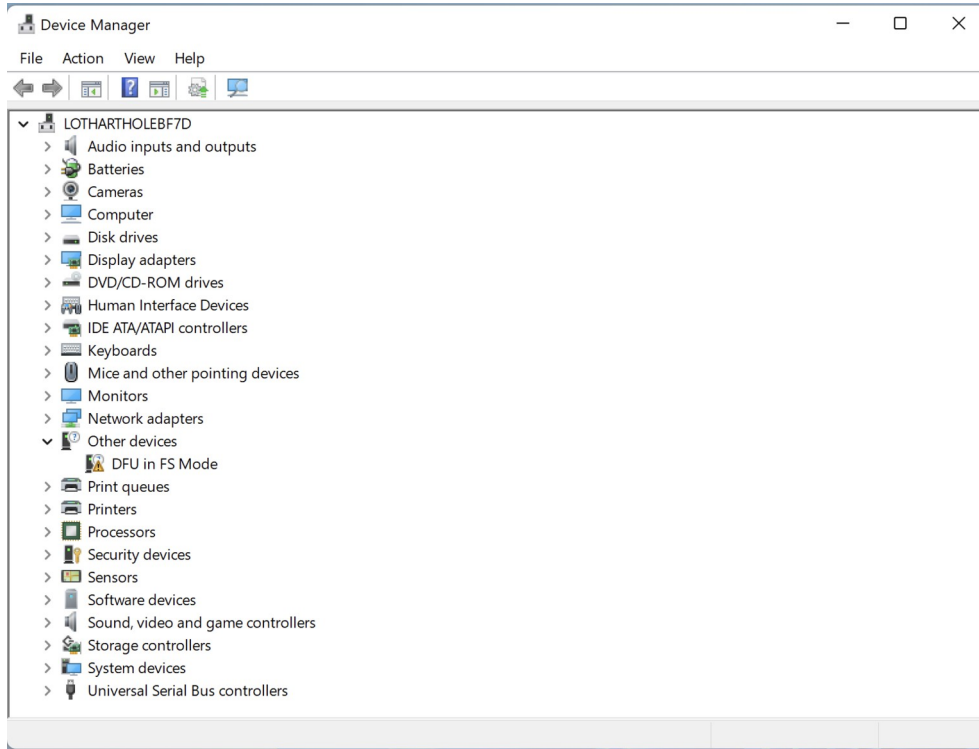 Device Manager
File Action View Help
LOTHARTHOLEBF7D
Audio inputs and outputs
Batteries
Cameras
Computer
Disk drives
Display adapters
DVD/CD-ROM drives
Human Interface Devices
IDE ATA/ATAPI controllers
Keyboards
Mice and other pointing devices
Monitors
Network adapters
Other devices
DFU in FS Mode
Print queues
Printers
Processors
Security devices
Sensors
Software devices
Sound, video and game controllers
Storage controllers
System devices
Universal Serial Bus controllers